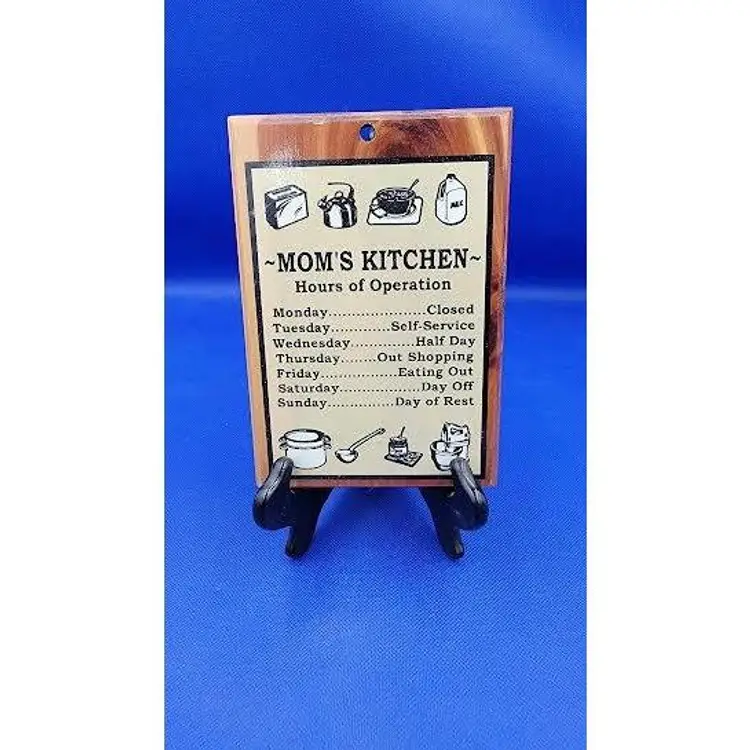 MILK
~MOM'S KITCHEN~
Hours of Operation
Monday....................Closed
Tuesday............Self-Service
Wednesday.............Half Day
Thursday.......Out Shopping
Friday................Eating Out
Saturday.................Day Off
Sunday..............Day of Rest